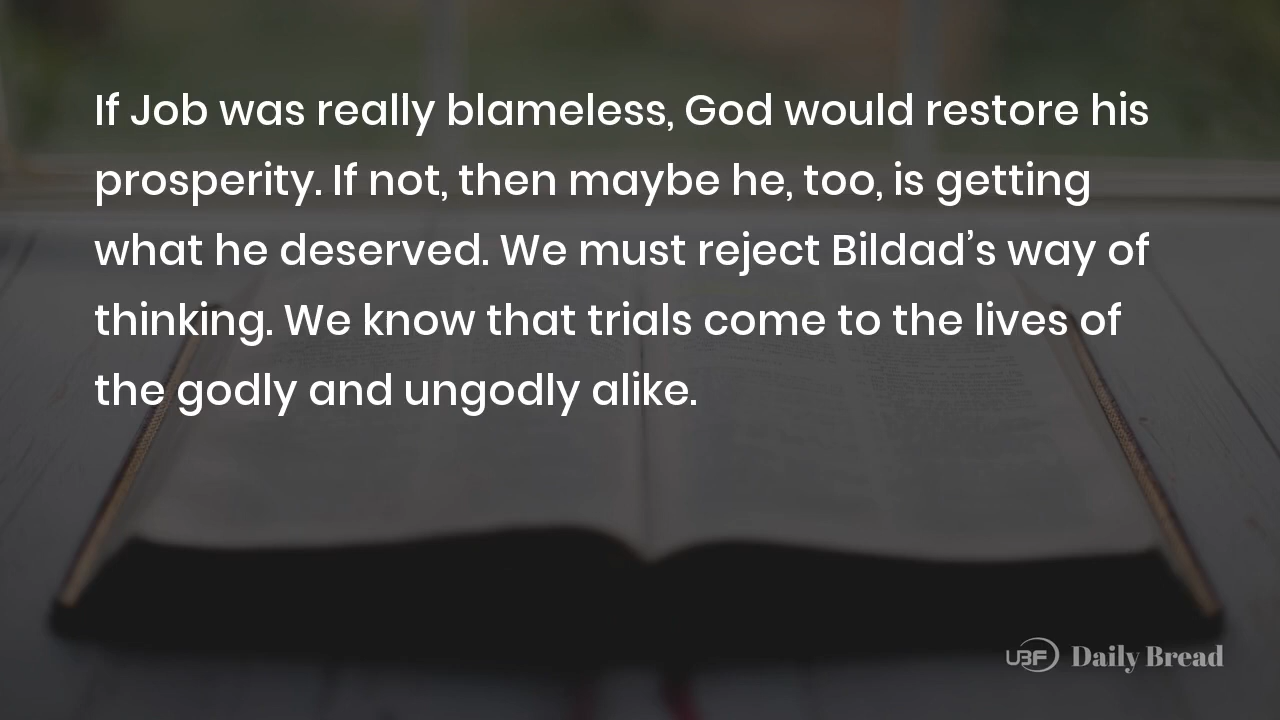 If Job was really blameless, God would restore his
prosperity. If not, then maybe he, too, is getting
what he deserved. We must reject Bildad’s way of
thinking. We know that trials come to the lives of
the godly and ungodly alike.
UBF Daily Bread